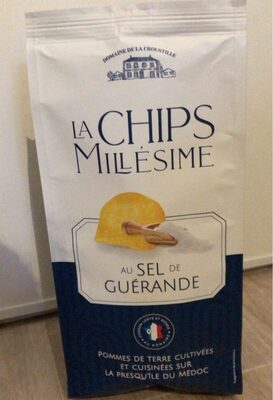 DOMAINE DE LA CROUSTILLE
LA CHIPS
MILLÉSIME
AU SEL DE
GUÉRANDE
POMMES DE TERRE CULTIVÉES
ET CUISINÉES SUR
LA PRESQU'ÎLE DU MÉDOC